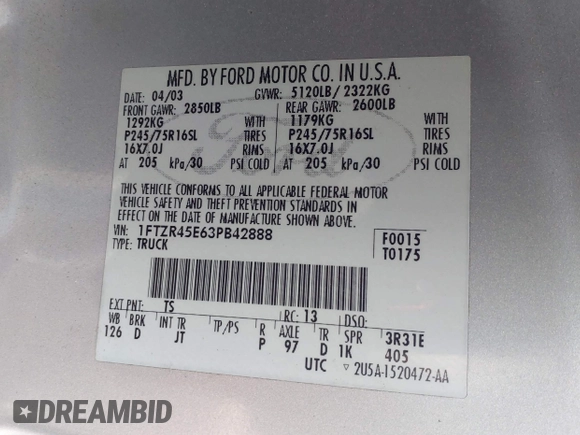 MFD. BY FORD MOTOR CO. IN U.S.A.
DATE: 04/03 GVWR: 5120LB/ 2322KG
FRONT GAWR: 2850LB REAR GAWR: 2600LB
1292KG WITH 1179KG WITH
P245/75R16SL TIRES P245/75R16SL TIRES
16X7.0J RIMS 16X7.0J RIMS
AT 205 kPa/30 PSI COLD AT 205 kPa/30 PSI COLD
THIS VEHICLE CONFORMS TO ALL APPLICABLE FEDERAL MOTOR
VEHICLE SAFETY AND THEFT PREVENTION STANDARDS IN
EFFECT ON THE DATE OF MANUFACTURE SHOWN ABOVE.
VIN: 1FTZR45E63PB42888 F0015
TYPE: TRUCK T0175
EXT PNT: TS RC: 13 DSO:
WB BRK INT TR TP/PS R AXLE TR SPR 3R31E
126 D JT P 97 D 1K 405
UTC ▽ 2U5A-1520472-AA
Ford
DREAMBID